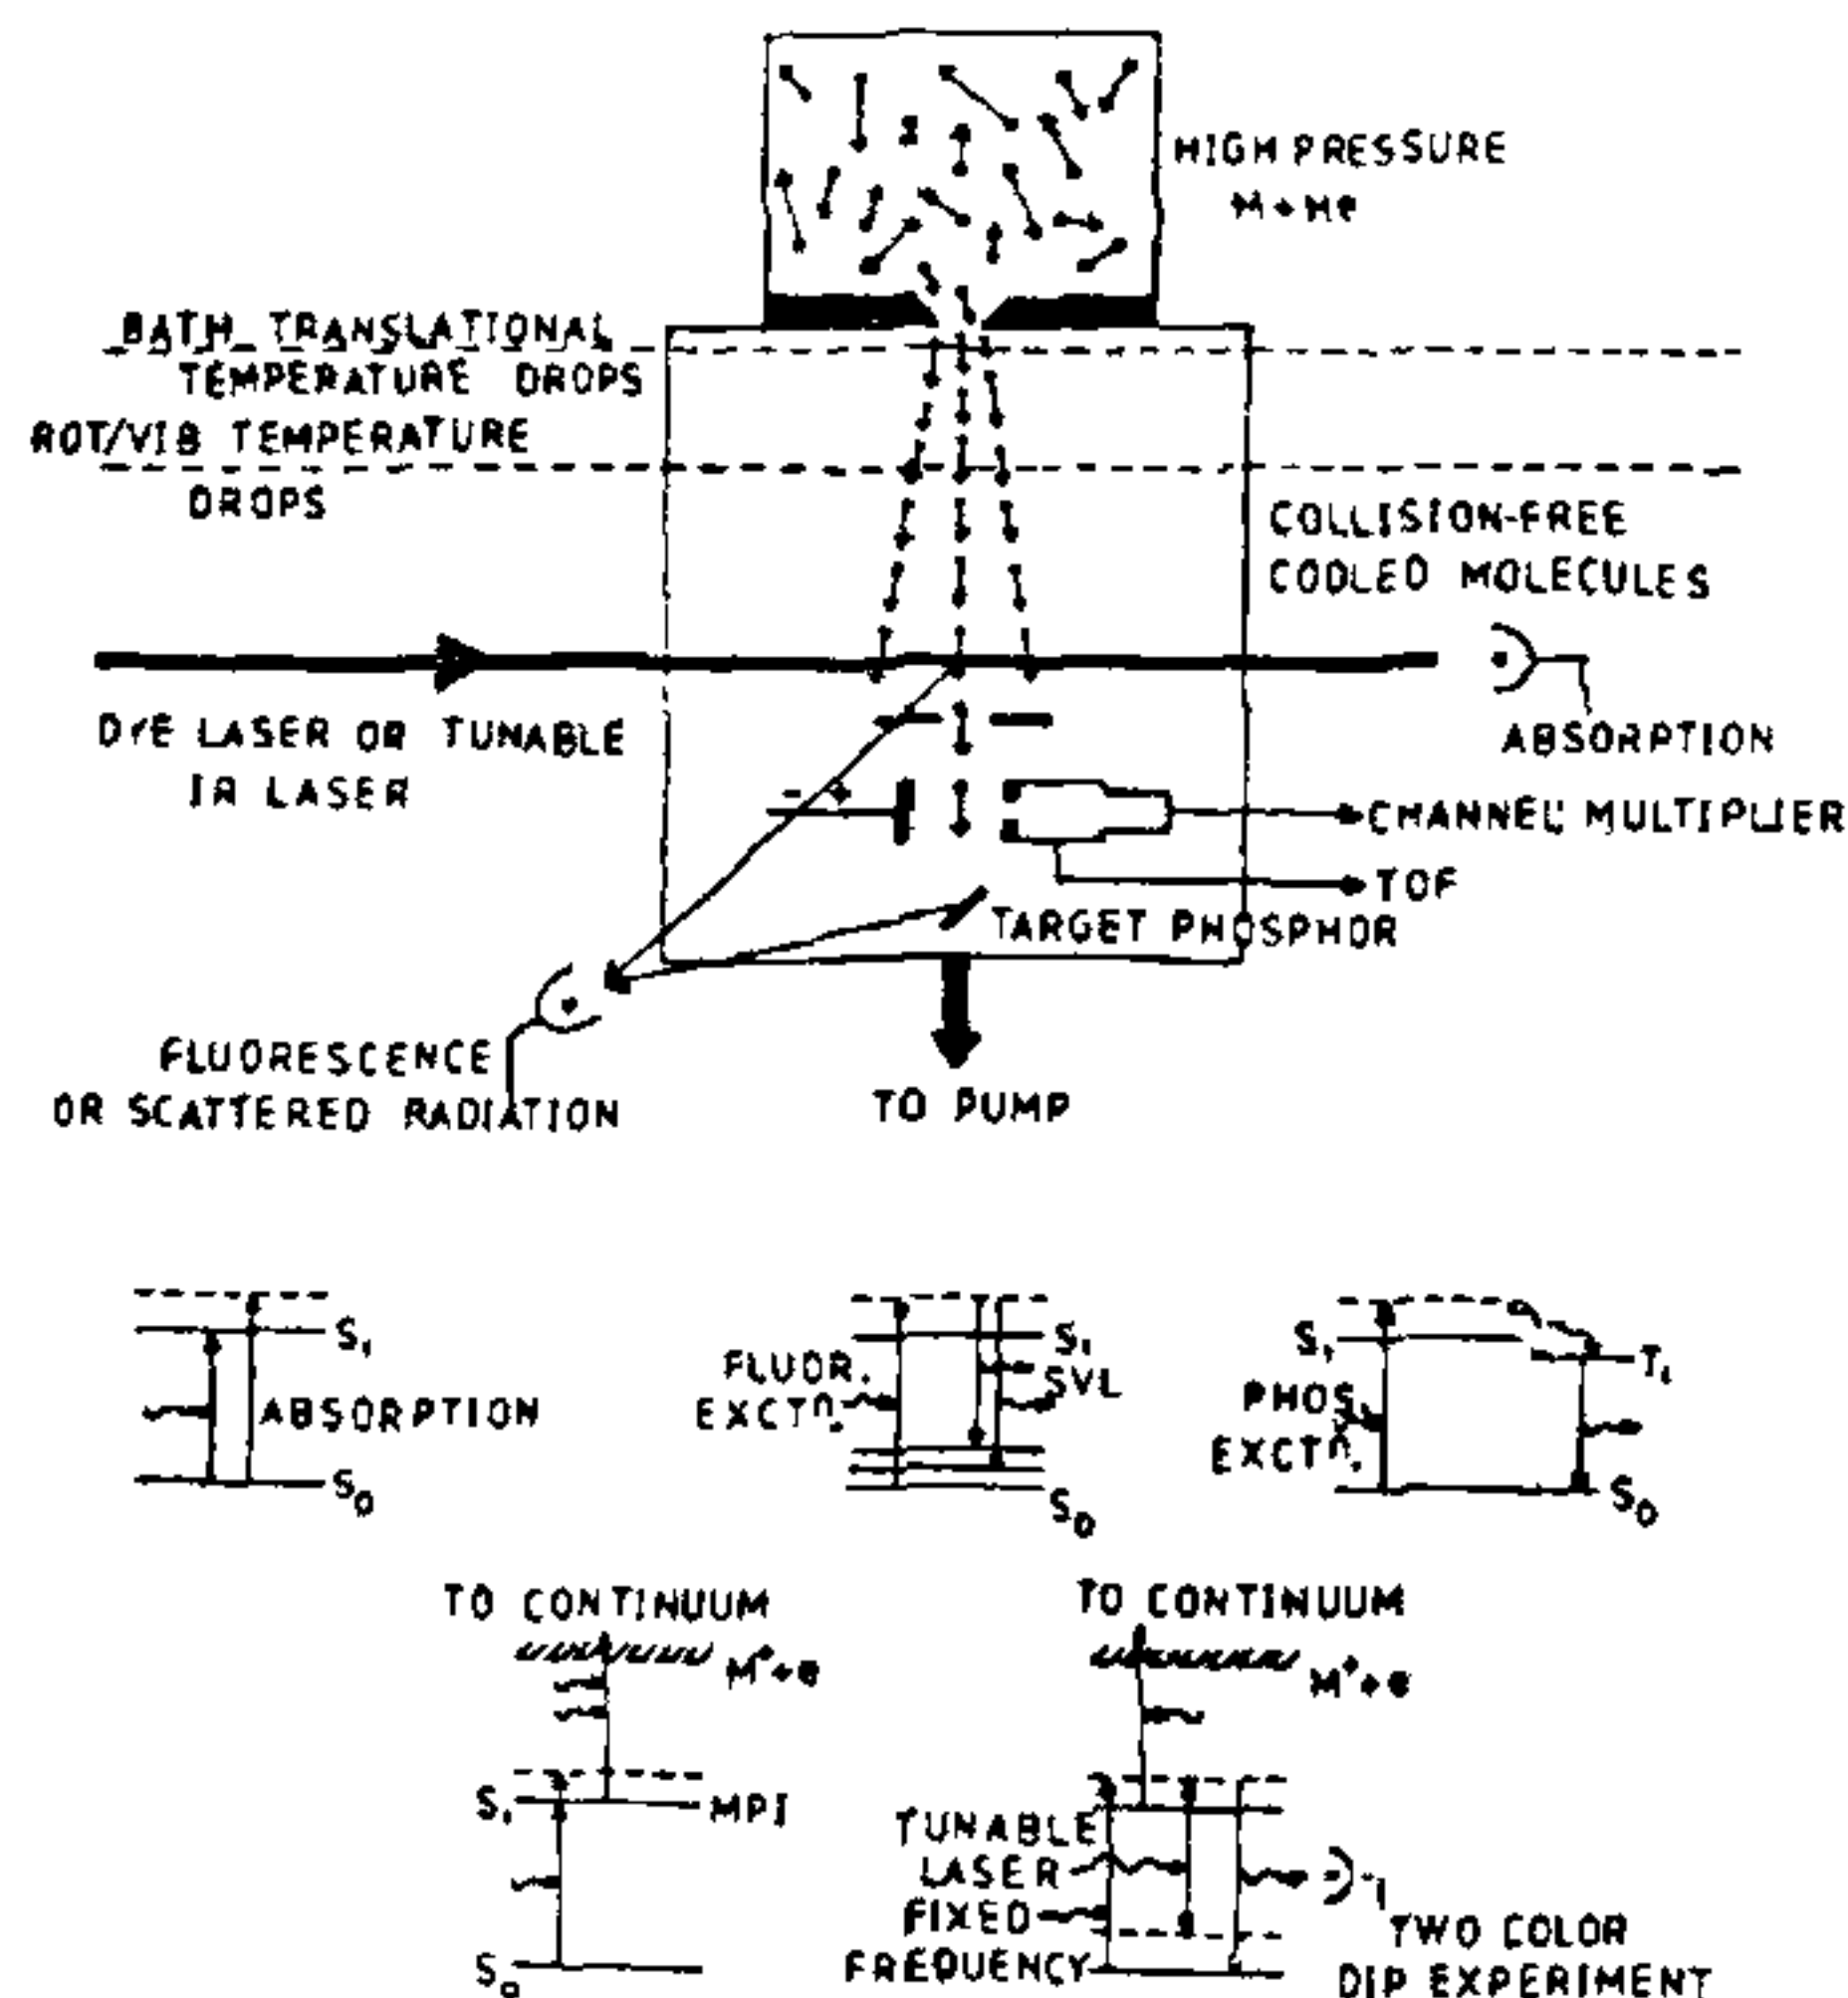 HIGH PRESSURE
M+He
BATH TRANSLATIONAL
TEMPERATURE DROPS
ROT/VIB TEMPERATURE
DROPS
COLLISION-FREE
COOLED MOLECULES
DYE LASER OR TUNABLE
IR LASER
ABSORPTION
- +
CHANNEL MULTIPLIER
TOF
TARGET PHOSPHOR
FLUORESCENCE
OR SCATTERED RADIATION
TO PUMP
S₁
ABSORPTION
S₀
S₁
FLUOR.
SVL
EXCTⁿ.
S₀
S₁
T₁
PHOS.
EXCTⁿ.
S₀
TO CONTINUUM
M⁺+e
S₁
MPI
S₀
TO CONTINUUM
M⁺+e
TUNABLE
LASER
FIXED
FREQUENCY
TWO COLOR
DIP EXPERIMENT